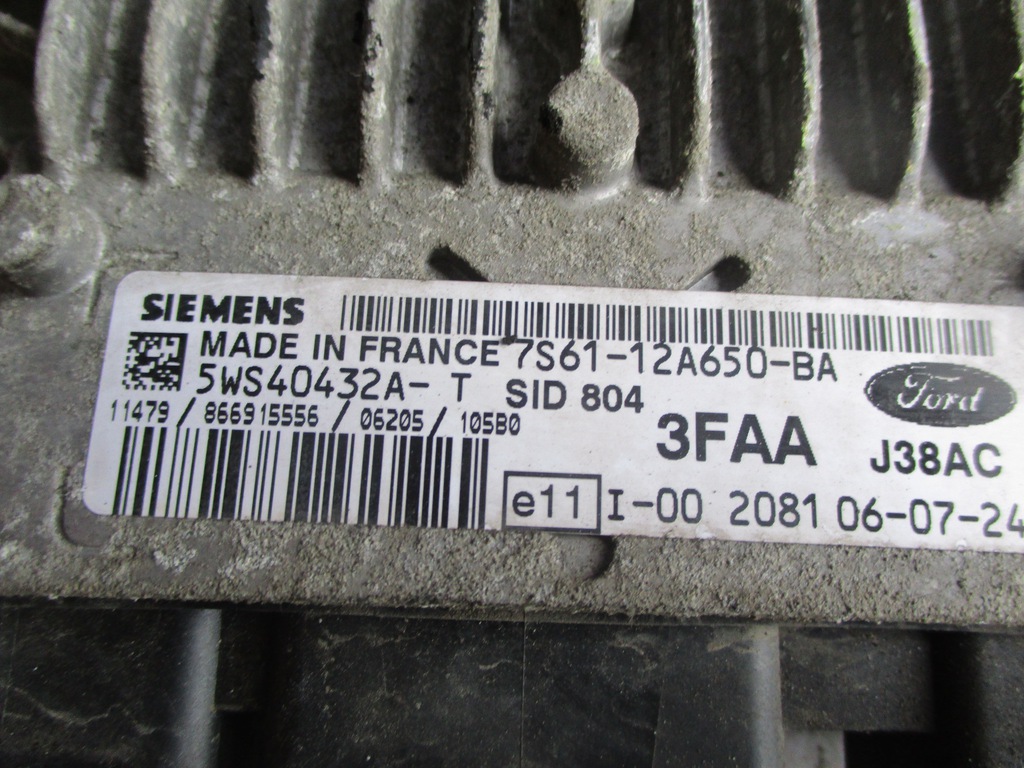 SIEMENS
MADE IN FRANCE 7S61-12A650-BA
5WS40432A- T SID 804
Ford
11479 / 866915556 / 06205 / 105B0
3FAA J38AC
e11 I-00 2081 06-07-24